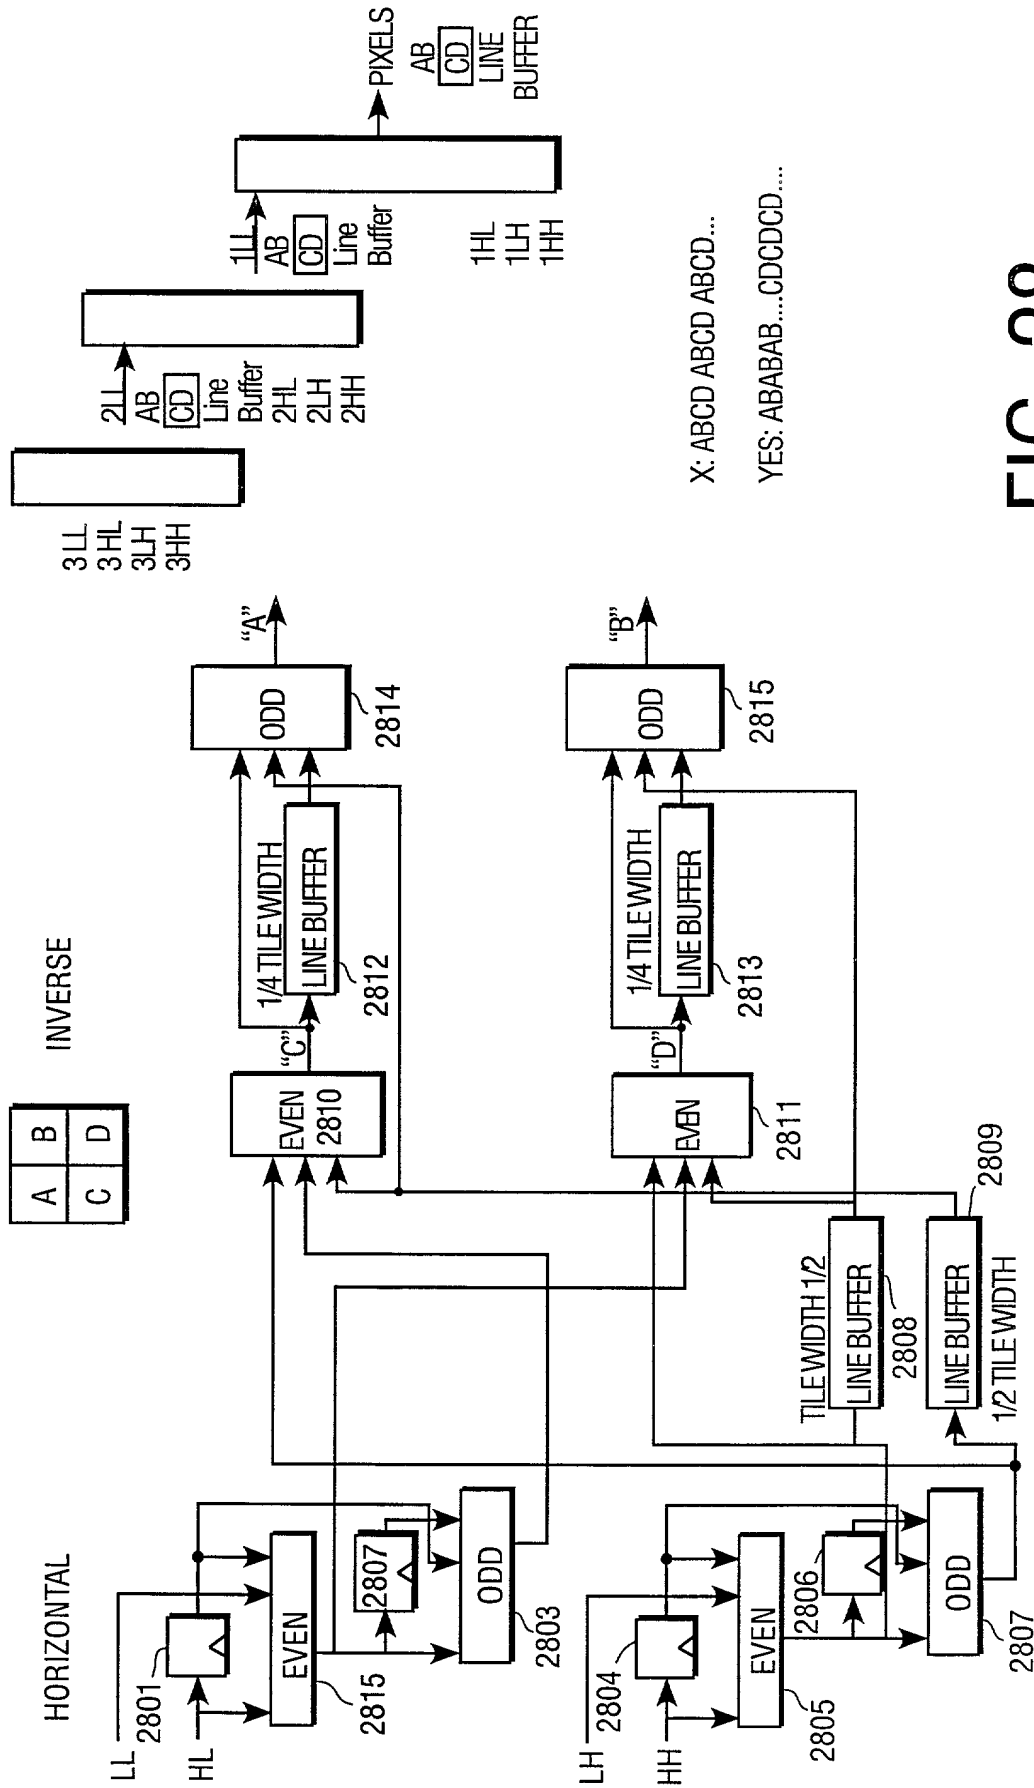 HORIZONTAL
INVERSE
A B
C D
LL
2801
HL
EVEN
2815
2807
ODD
2803
LH
2804
HH
EVEN
2805
2806
ODD
2807
TILE WIDTH 1/2
LINE BUFFER
2808
LINE BUFFER
2809
1/2 TILE WIDTH
EVEN
2810
"C"
1/4 TILE WIDTH
LINE BUFFER
2812
ODD
2814
"A"
EVEN
2811
"D"
1/4 TILE WIDTH
LINE BUFFER
2813
ODD
2815
"B"
3 LL
3 HL
3LH
3HH
2LL
AB
CD
Line
Buffer
2HL
2LH
2HH
1LL
AB
CD
Line
Buffer
1HL
1LH
1HH
PIXELS
AB
CD
LINE
BUFFER
X: ABCD ABCD ABCD...
YES: ABABAB....CDCDCD....